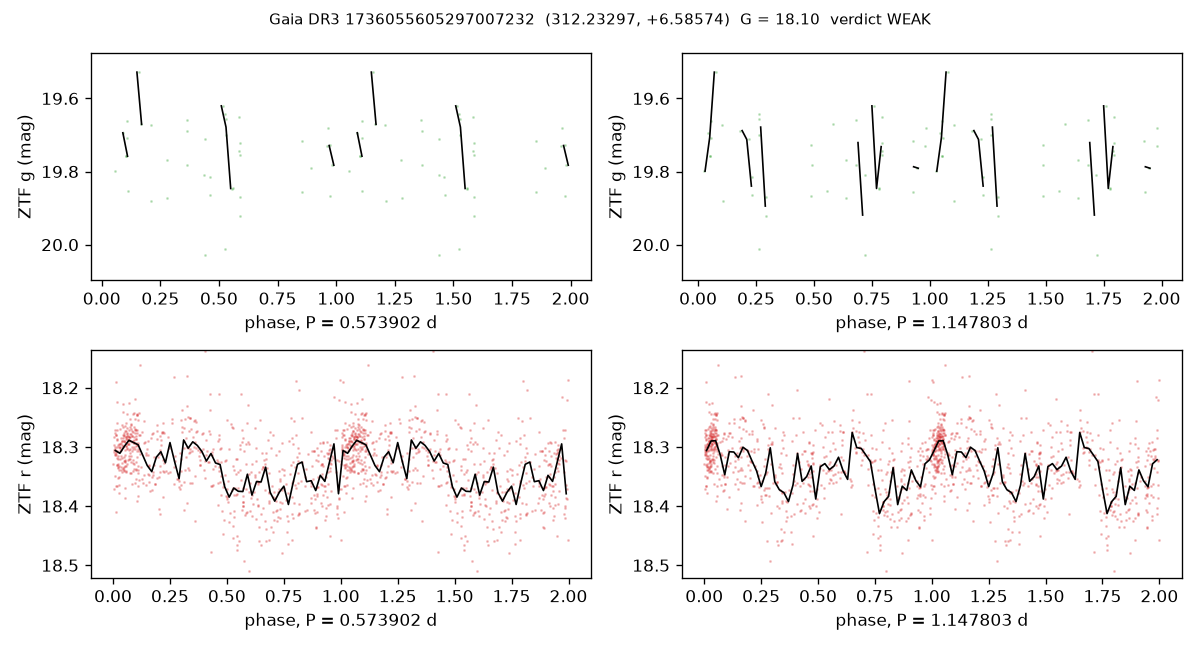 Gaia DR3 1736055605297007232  (312.23297, +6.58574)  G = 18.10  verdict WEAK
ZTF g (mag)
19.6
19.8
20.0
0.00 0.25 0.50 0.75 1.00 1.25 1.50 1.75 2.00
phase, P = 0.573902 d
ZTF g (mag)
19.6
19.8
20.0
0.00 0.25 0.50 0.75 1.00 1.25 1.50 1.75 2.00
phase, P = 1.147803 d
ZTF r (mag)
18.2
18.3
18.4
18.5
0.00 0.25 0.50 0.75 1.00 1.25 1.50 1.75 2.00
phase, P = 0.573902 d
ZTF r (mag)
18.2
18.3
18.4
18.5
0.00 0.25 0.50 0.75 1.00 1.25 1.50 1.75 2.00
phase, P = 1.147803 d